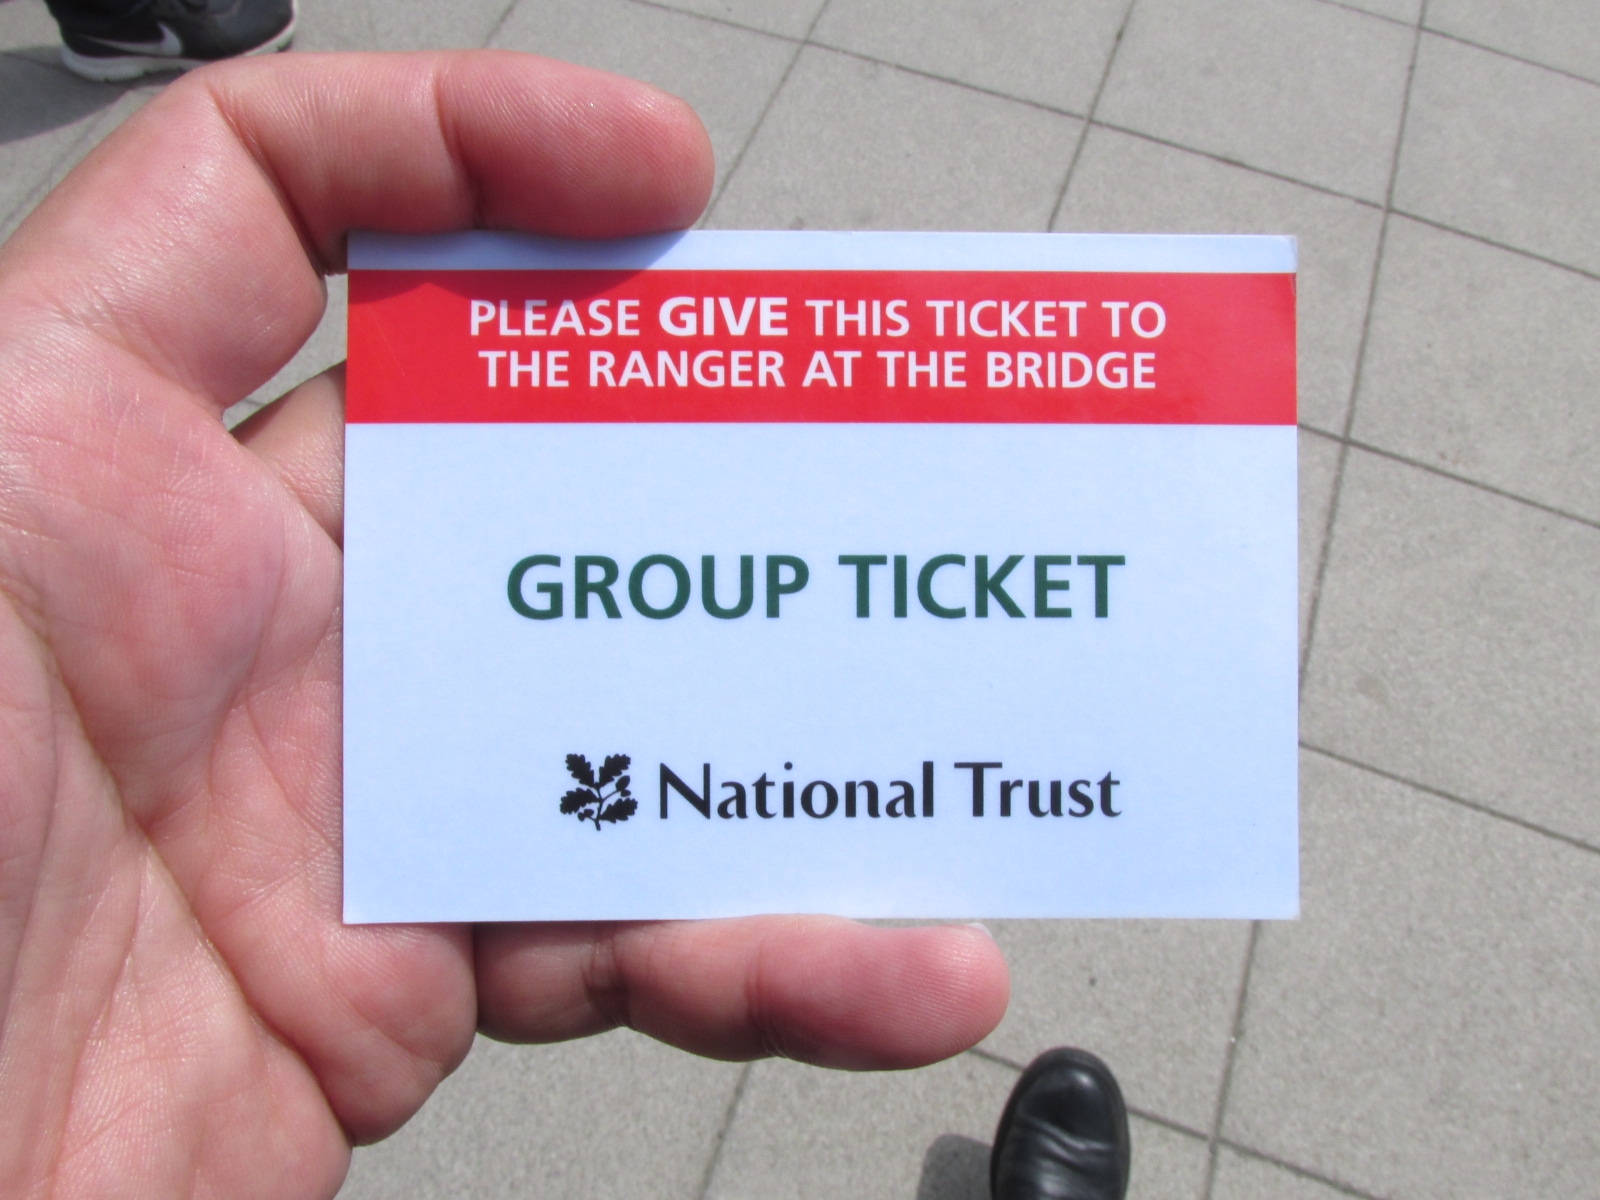 PLEASE GIVE THIS TICKET TO
THE RANGER AT THE BRIDGE
GROUP TICKET
National Trust